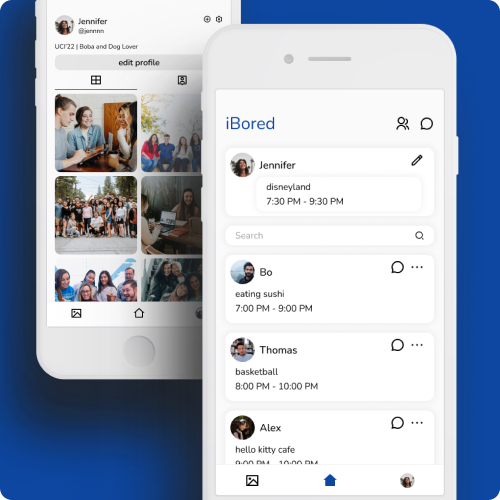 Jennifer
@jennnn
UCI'22 | Boba and Dog Lover
edit profile
iBored
Jennifer
disneyland
7:30 PM - 9:30 PM
Search
Bo
eating sushi
7:00 PM - 9:00 PM
Thomas
basketball
8:00 PM - 10:00 PM
Alex
hello kitty cafe
9:00 PM - 10:00 PM